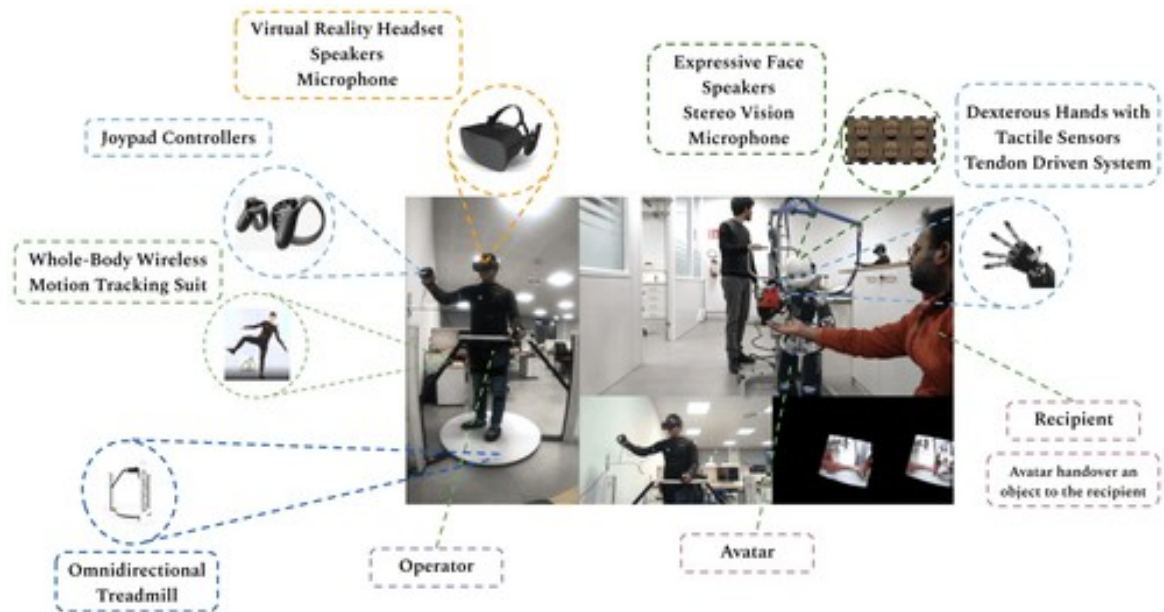 Virtual Reality Headset
Speakers
Microphone
Expressive Face
Speakers
Stereo Vision
Microphone
Dexterous Hands with
Tactile Sensors
Tendon Driven System
Joypad Controllers
Whole-Body Wireless
Motion Tracking Suit
Recipient
Avatar handover an
object to the recipient
Omnidirectional
Treadmill
Operator
Avatar